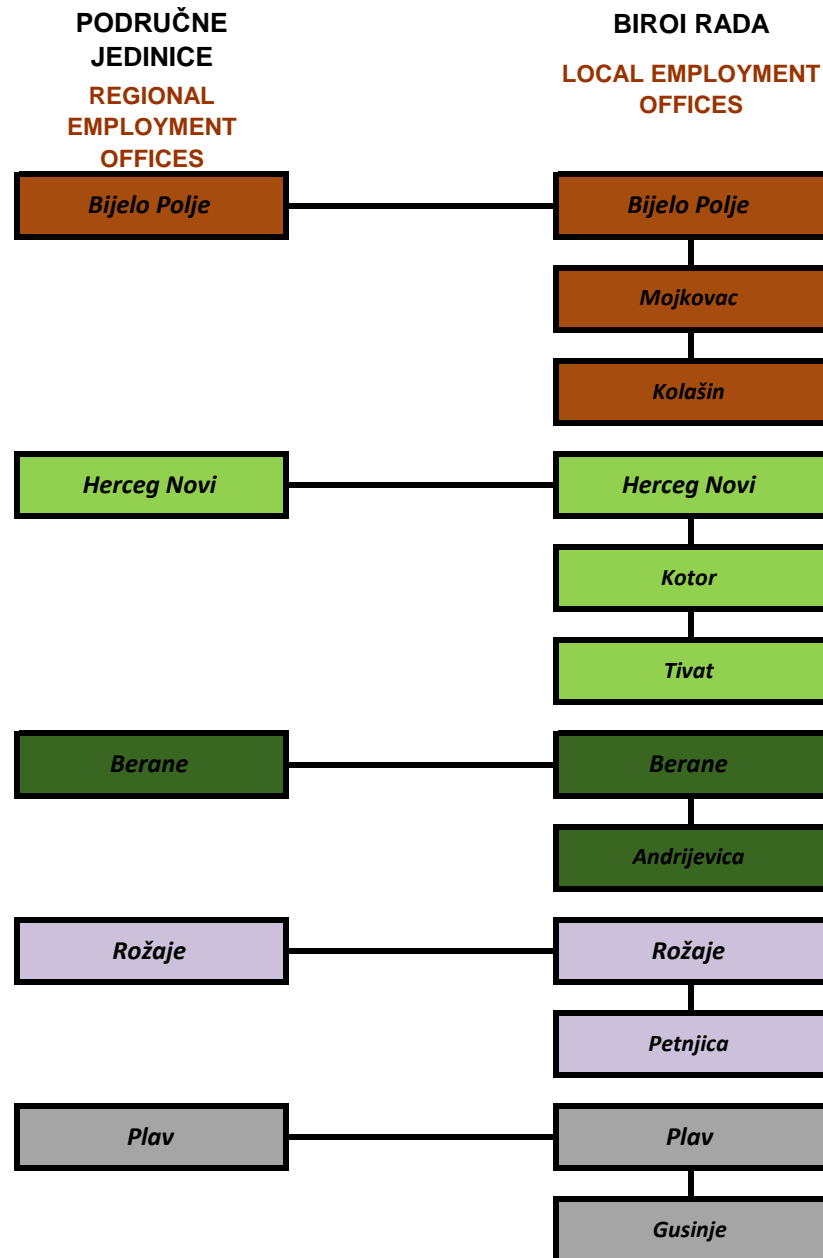 PODRUČNE
JEDINICE
REGIONAL
EMPLOYMENT
OFFICES
BIROI RADA
LOCAL EMPLOYMENT
OFFICES
Bijelo Polje
Bijelo Polje
Mojkovac
Kolašin
Herceg Novi
Herceg Novi
Kotor
Tivat
Berane
Berane
Andrijevica
Rožaje
Rožaje
Petnjica
Plav
Plav
Gusinje